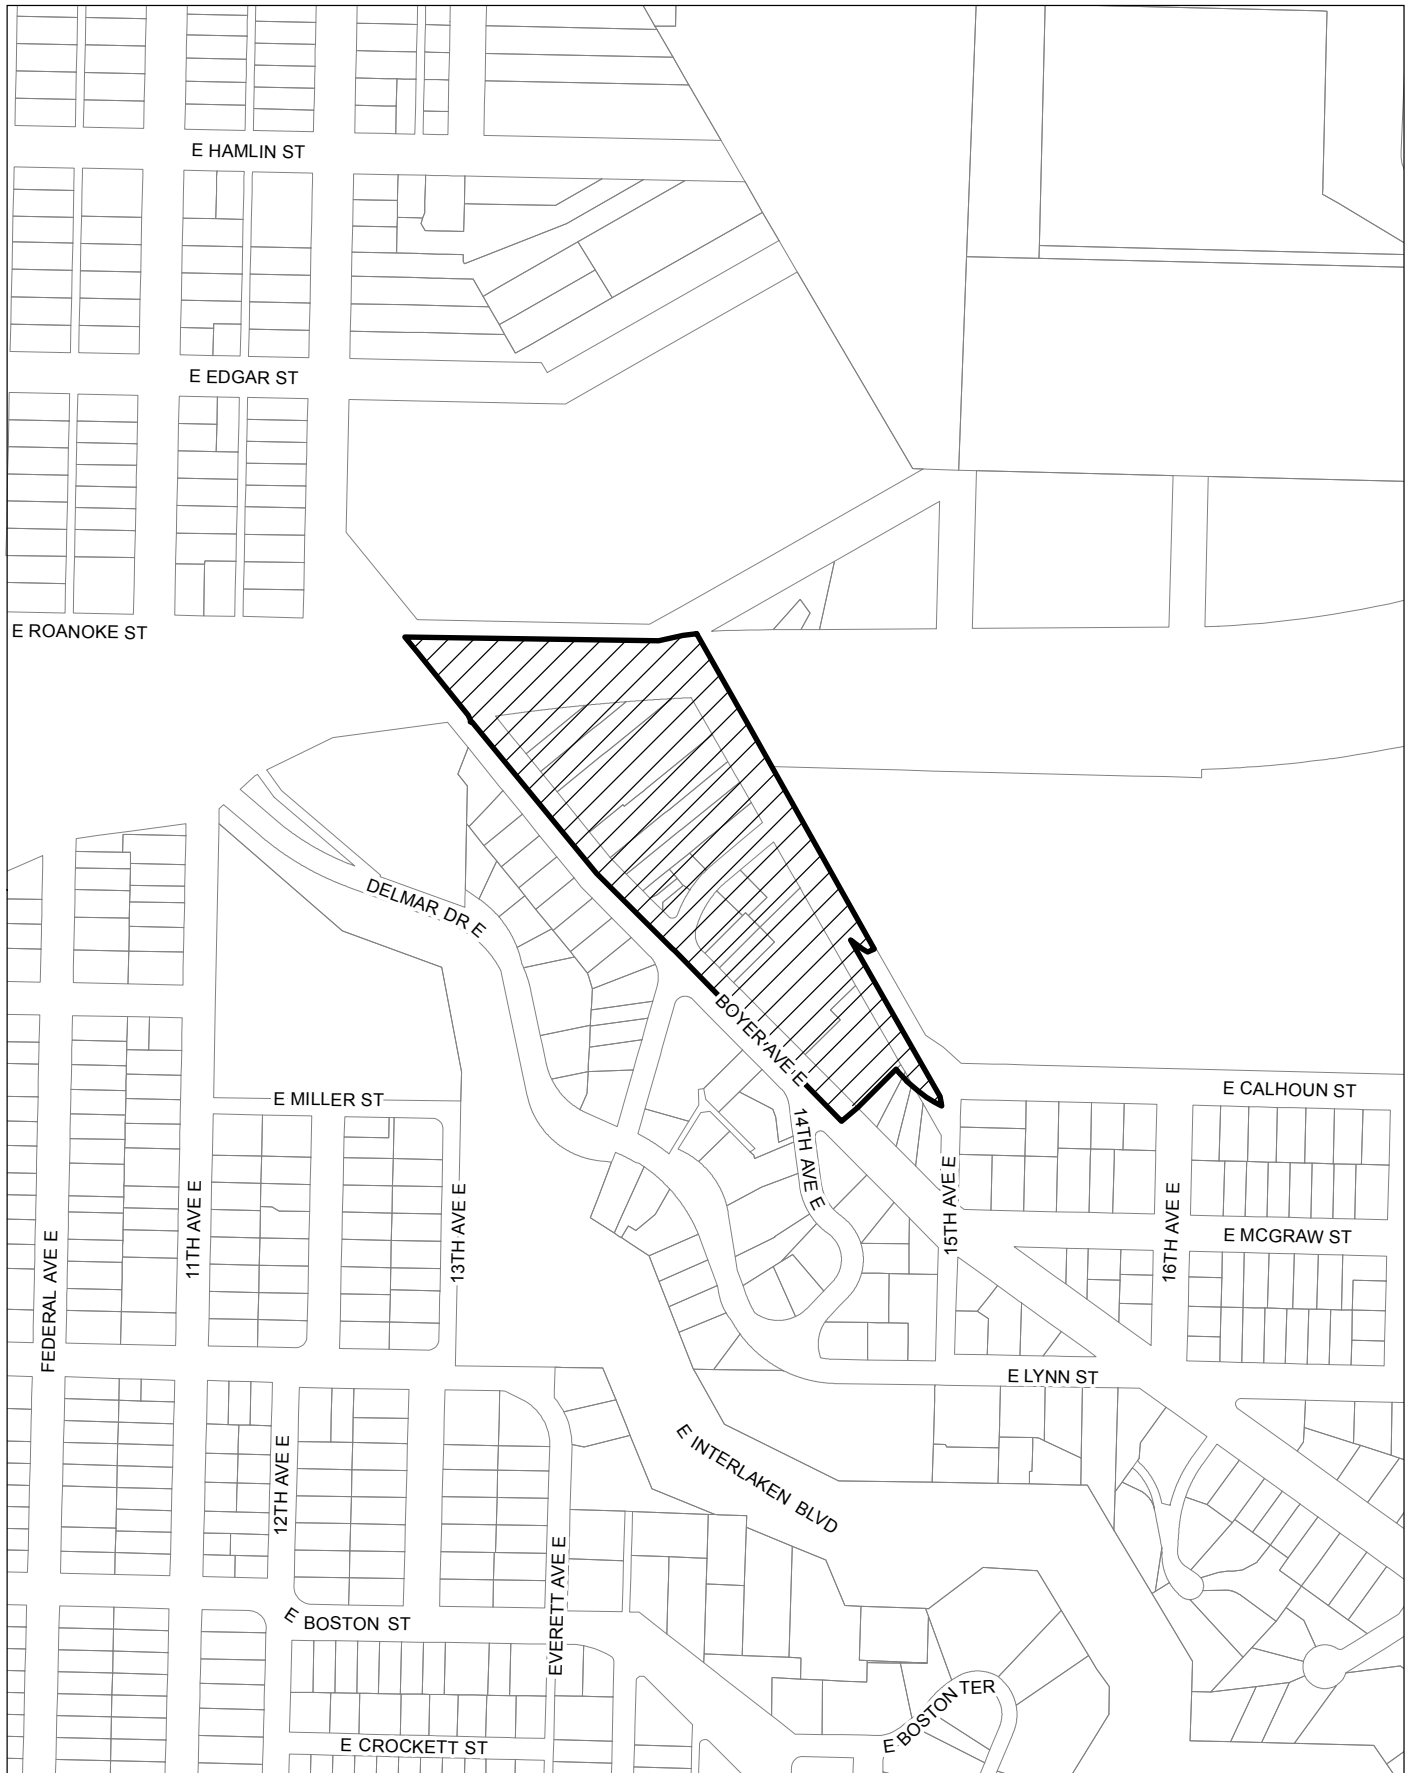 E HAMLIN ST
E EDGAR ST
E ROANOKE ST
DELMAR DR E
BOYER AVE E
E MILLER ST
E CALHOUN ST
14TH AVE E
11TH AVE E
13TH AVE E
15TH AVE E
16TH AVE E
E MCGRAW ST
FEDERAL AVE E
E LYNN ST
E INTERLAKEN BLVD
12TH AVE E
EVERETT AVE E
E BOSTON ST
E BOSTON TER
E CROCKETT ST